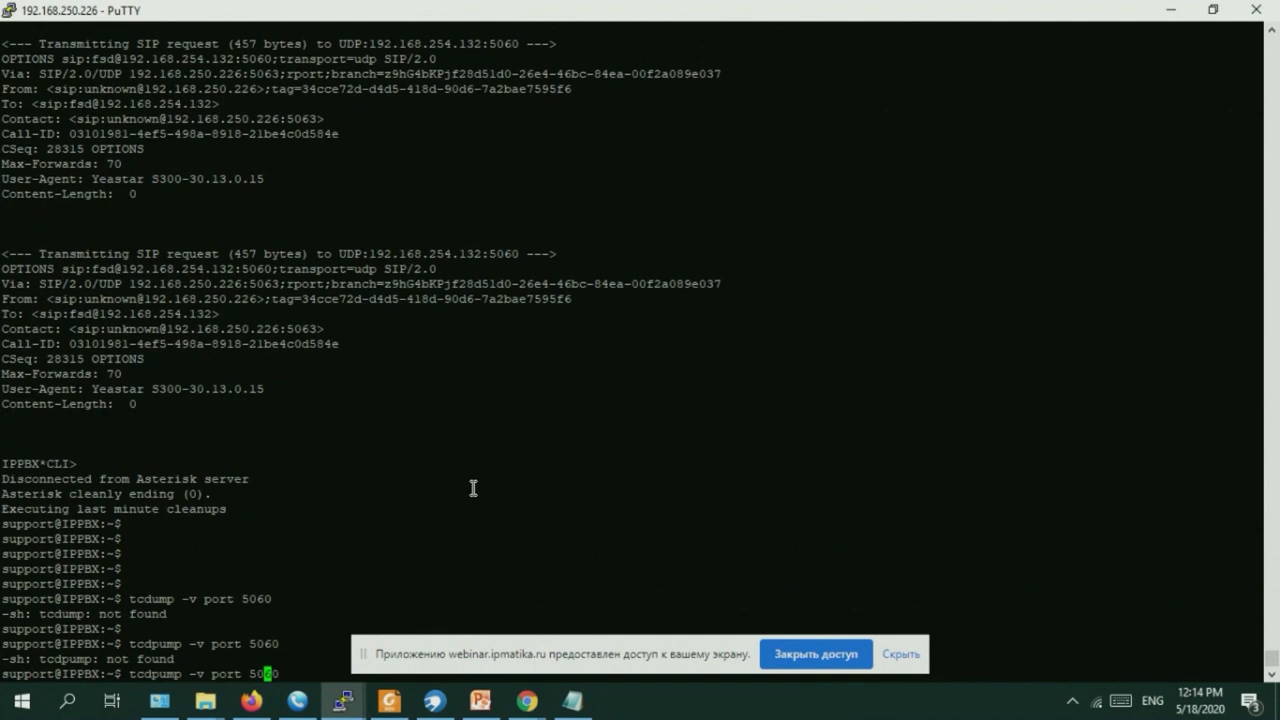 192.168.250.226 - PuTTY
<--- Transmitting SIP request (457 bytes) to UDP:192.168.254.132:5060 --->
OPTIONS sip:fsd@192.168.254.132:5060;transport=udp SIP/2.0
Via: SIP/2.0/UDP 192.168.250.226:5063;rport;branch=z9hG4bKPjf28d51d0-26e4-46bc-84ea-00f2a089e037
From: <sip:unknown@192.168.250.226>;tag=34cce72d-d4d5-418d-90d6-7a2bae7595f6
To: <sip:fsd@192.168.254.132>
Contact: <sip:unknown@192.168.250.226:5063>
Call-ID: 03101981-4ef5-498a-8918-21be4c0d584e
CSeq: 28315 OPTIONS
Max-Forwards: 70
User-Agent: Yeastar S300-30.13.0.15
Content-Length:  0
<--- Transmitting SIP request (457 bytes) to UDP:192.168.254.132:5060 --->
OPTIONS sip:fsd@192.168.254.132:5060;transport=udp SIP/2.0
Via: SIP/2.0/UDP 192.168.250.226:5063;rport;branch=z9hG4bKPjf28d51d0-26e4-46bc-84ea-00f2a089e037
From: <sip:unknown@192.168.250.226>;tag=34cce72d-d4d5-418d-90d6-7a2bae7595f6
To: <sip:fsd@192.168.254.132>
Contact: <sip:unknown@192.168.250.226:5063>
Call-ID: 03101981-4ef5-498a-8918-21be4c0d584e
CSeq: 28315 OPTIONS
Max-Forwards: 70
User-Agent: Yeastar S300-30.13.0.15
Content-Length:  0
IPPBX*CLI>
Disconnected from Asterisk server
Asterisk cleanly ending (0).
Executing last minute cleanups
support@IPPBX:~$
support@IPPBX:~$
support@IPPBX:~$
support@IPPBX:~$
support@IPPBX:~$
support@IPPBX:~$ tcdump -v port 5060
-sh: tcdump: not found
support@IPPBX:~$
support@IPPBX:~$ tcdpump -v port 5060
-sh: tcdpump: not found
support@IPPBX:~$ tcdpump -v port 5060
Приложению webinar.ipmatika.ru предоставлен доступ к вашему экрану.
Закрыть доступ
Скрыть
ENG
12:14 PM
5/18/2020
3